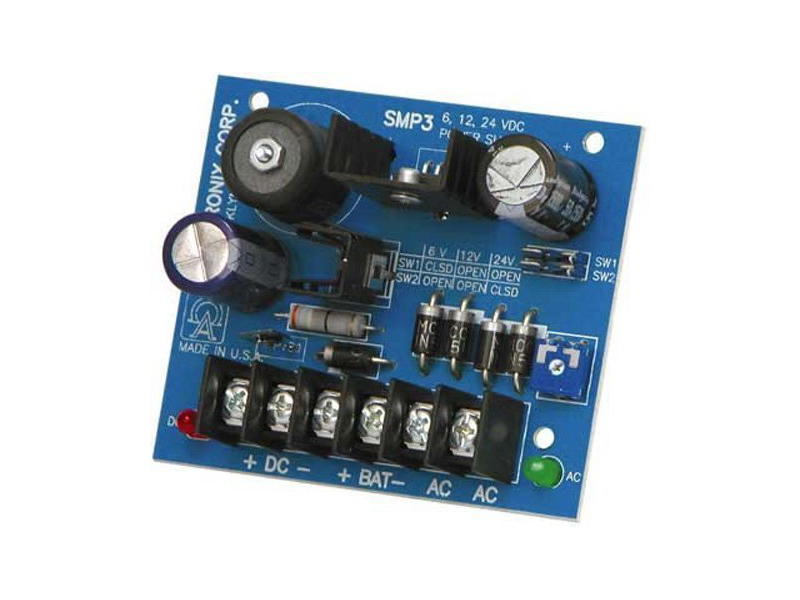 SMP3 6, 12, 24 VDC
CORP.
+
6 V 12V 24V
SW1 CLSD OPEN OPEN
SW2 OPEN OPEN CLSD
SW1
SW2
MADE IN U.S.A.
+ DC - + BAT- AC AC
AC